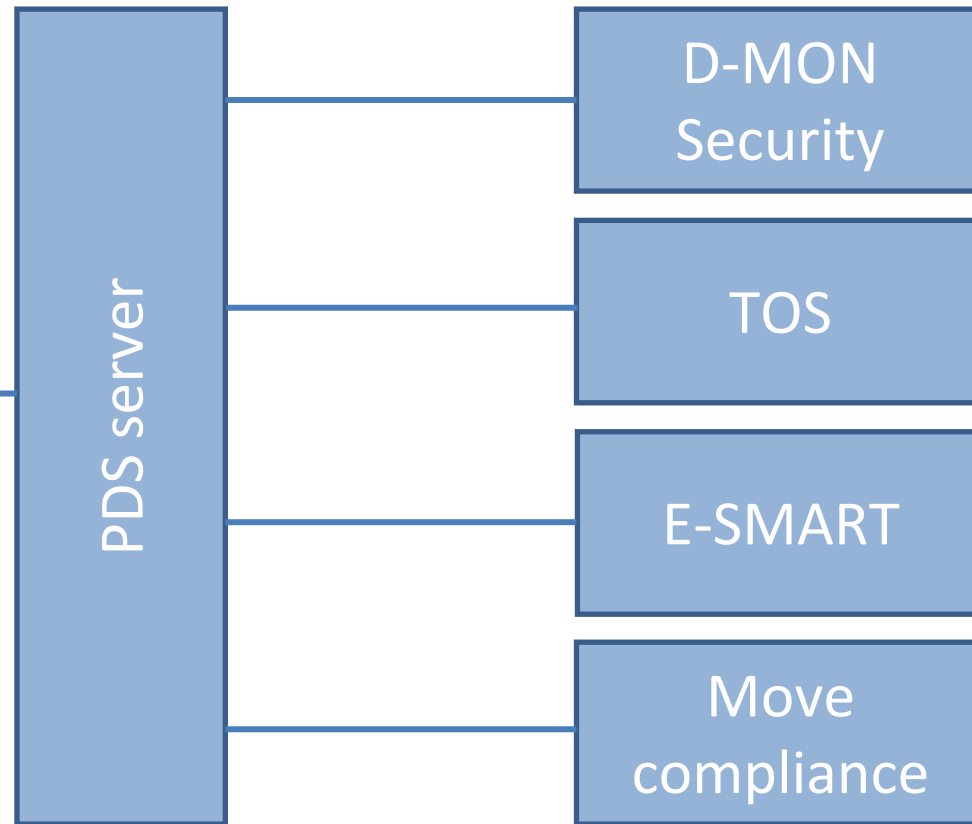 PDS server
D-MON
Security
TOS
E-SMART
Move
compliance